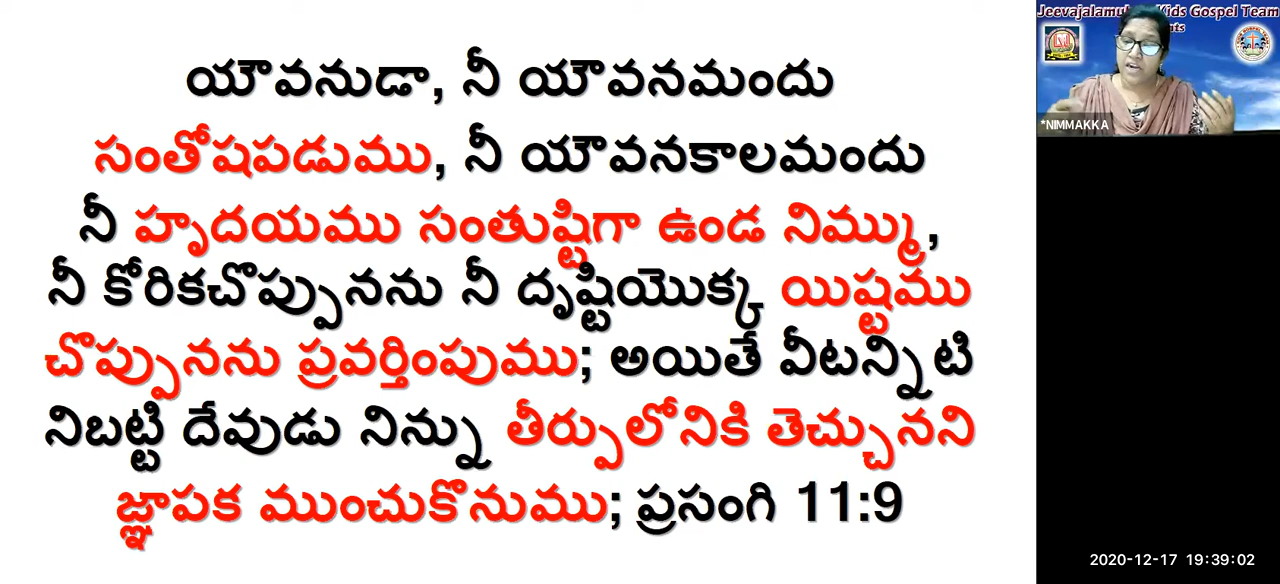 యౌవనుడా, నీ యౌవనమందు
సంతోషపడుము, నీ యౌవనకాలమందు
నీ హృదయము సంతుష్టిగా ఉండ నిమ్ము,
నీ కోరికచొప్పునను నీ దృష్టియొక్క యిష్టము
చొప్పునను ప్రవర్తింపుము; అయితే వీటన్నిటి
నిబట్టి దేవుడు నిన్ను తీర్పులోనికి తెచ్చునని
జ్ఞాపక ముంచుకొనుము; ప్రసంగి 11:9
Kids Gospel Team
*NIMMAKKA
2020-12-17 19:39:02